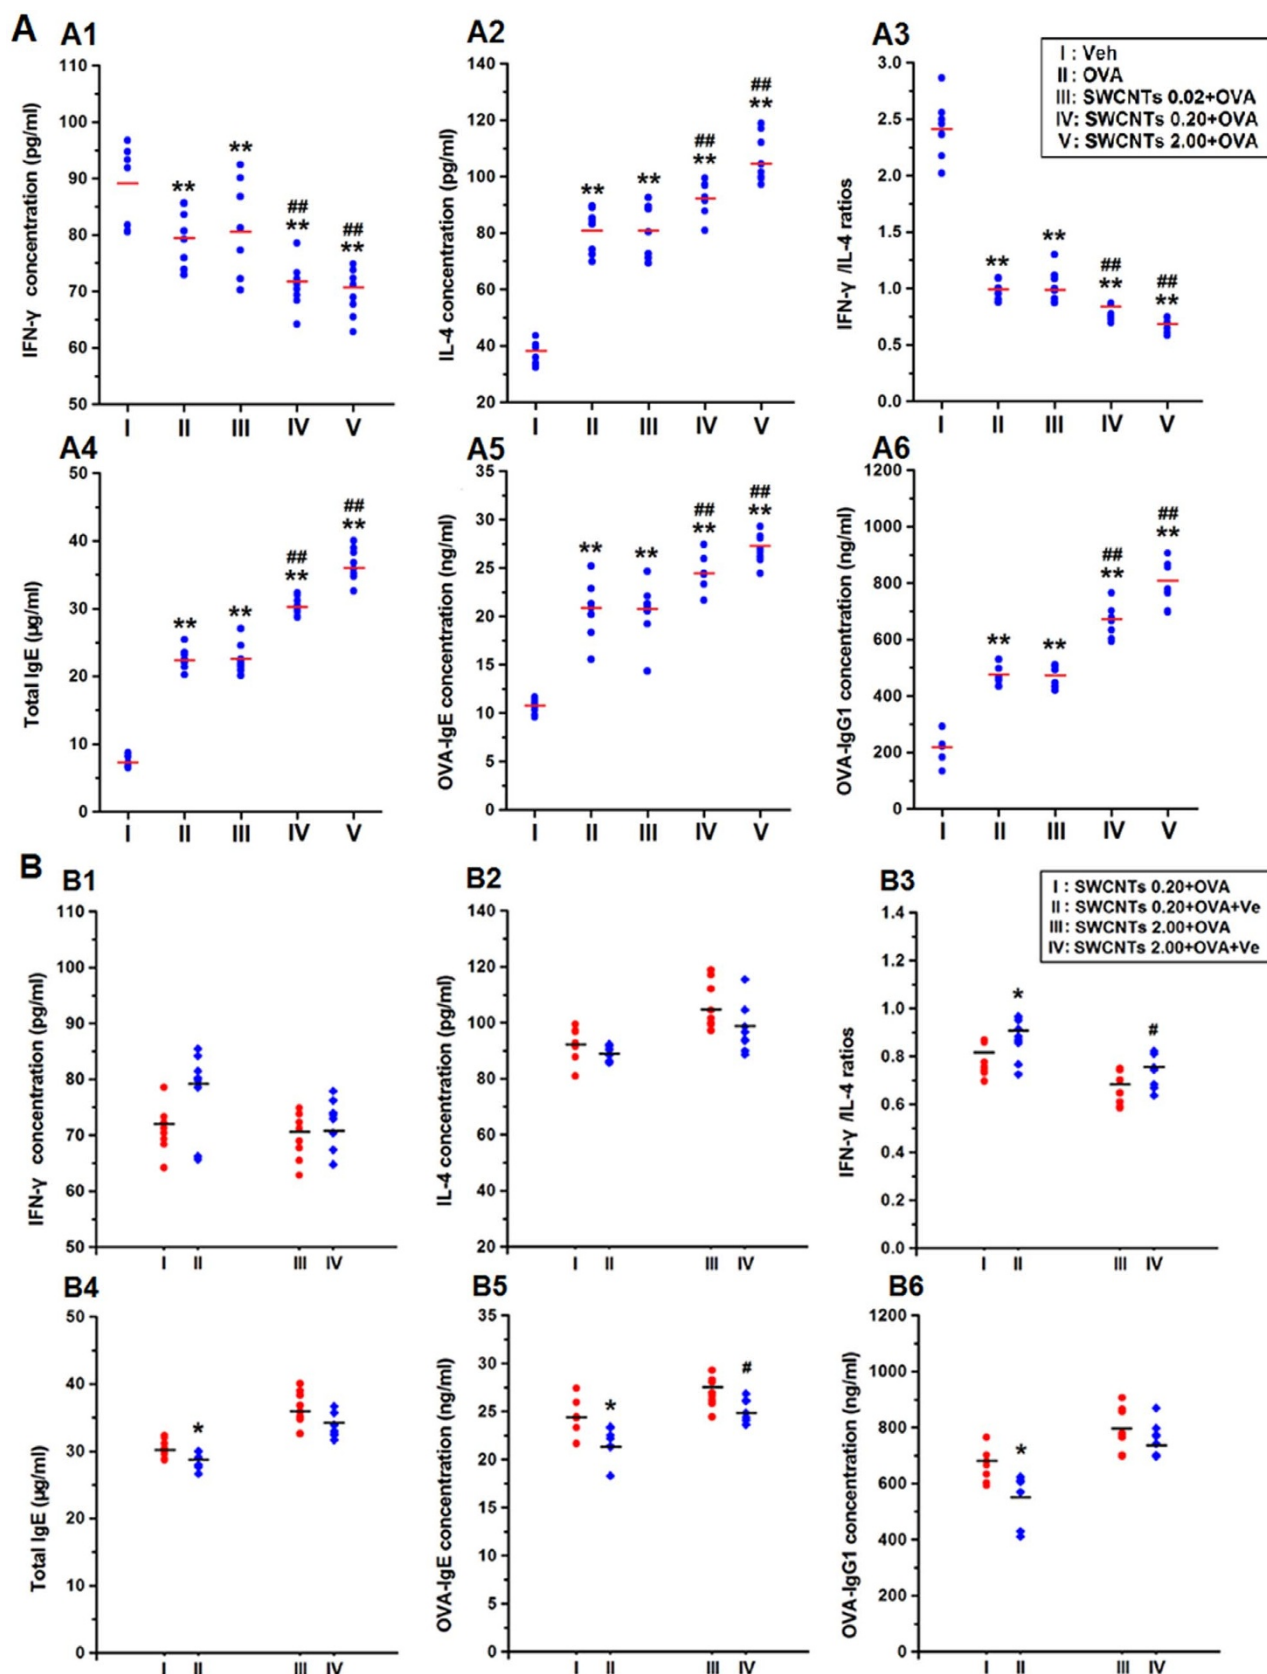 A
A1
A2
A3
I : Veh
II : OVA
III : SWCNTs 0.02+OVA
IV: SWCNTs 0.20+OVA
V: SWCNTs 2.00+OVA
IFN-γ concentration (pg/ml)
110
100
90
80
70
60
50
** ** ## ** ## **
I II III IV V
IL-4 concentration (pg/ml)
140
120
100
80
60
40
20
** ** ## ** ## **
I II III IV V
IFN-γ /IL-4 ratios
3.0
2.5
2.0
1.5
1.0
0.5
0.0
** ** ## ** ## **
I II III IV V
A4
A5
A6
Total IgE (μg/ml)
50
40
30
20
10
0
** ** ## ** ## **
I II III IV V
OVA-IgE concentration (ng/ml)
35
30
25
20
15
10
5
0
** ** ## ** ## **
I II III IV V
OVA-IgG1 concentration (ng/ml)
1200
1000
800
600
400
200
0
** ** ## ** ## **
I II III IV V
B
B1
B2
B3
I : SWCNTs 0.20+OVA
II : SWCNTs 0.20+OVA+Ve
III : SWCNTs 2.00+OVA
IV: SWCNTs 2.00+OVA+Ve
IFN-γ concentration (pg/ml)
110
100
90
80
70
60
50
I II III IV
IL-4 concentration (pg/ml)
140
120
100
80
60
40
20
I II III IV
IFN-γ /IL-4 ratios
1.4
1.2
1.0
0.8
0.6
0.4
0.2
0.0
* #
I II III IV
B4
B5
B6
Total IgE (μg/ml)
50
40
30
20
10
0
*
I II III IV
OVA-IgE concentration (ng/ml)
35
30
25
20
15
10
5
0
* #
I II III IV
OVA-IgG1 concentration (ng/ml)
1200
1000
800
600
400
200
0
*
I II III IV